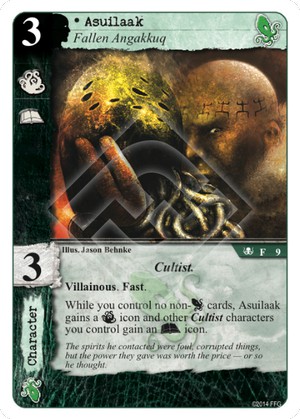 3
• Asuilaak
Fallen Angakkuq
Illus. Jason Behnke
F 9
3
Character
Cultist.
Villainous. Fast.
While you control no non- cards, Asuilaak
gains a icon and other Cultist characters
you control gain an icon.
The spirits he contacted were foul, corrupted things,
but the power they gave was worth the price — or so
he thought.
©2014 FFG